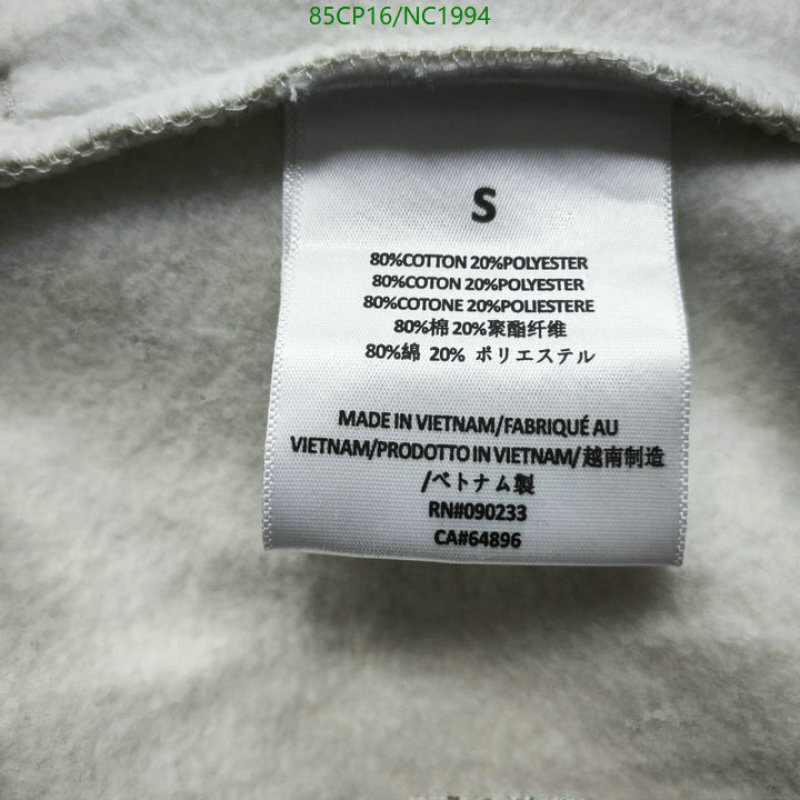 85CP16/NC1994
S
80%COTTON 20%POLYESTER
80%COTON 20%POLYESTER
80%COTONE 20%POLIESTERE
80%棉 20%聚酯纤维
80%綿 20% ポリエステル
MADE IN VIETNAM/FABRIQUÉ AU
VIETNAM/PRODOTTO IN VIETNAM/越南制造
/ベトナム製
RN#090233
CA#64896